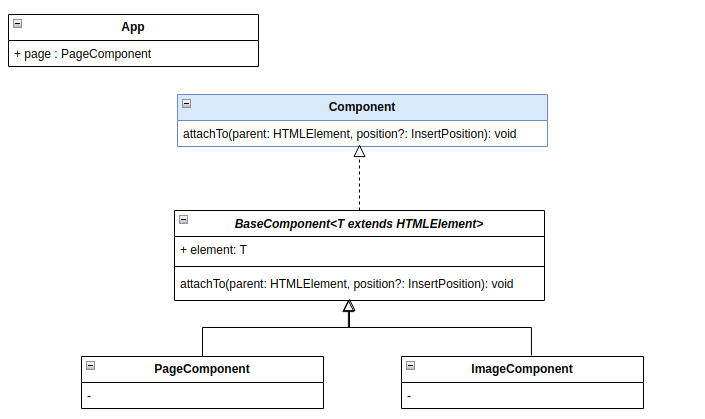 App
+ page : PageComponent
Component
attachTo(parent: HTMLElement, position?: InsertPosition): void
BaseComponent<T extends HTMLElement>
+ element: T
attachTo(parent: HTMLElement, position?: InsertPosition): void
PageComponent
-
ImageComponent
-